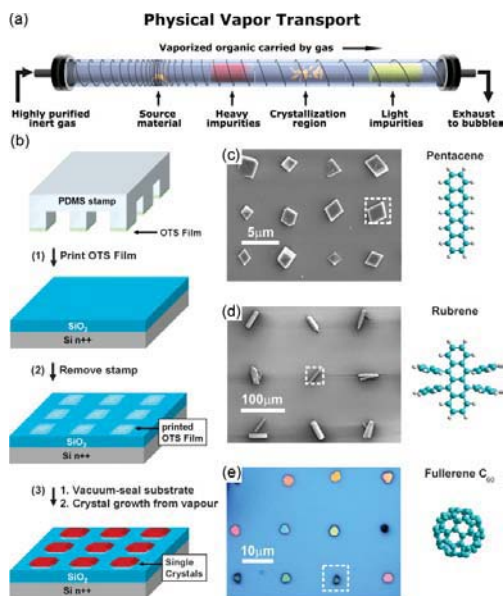 (a)
Physical Vapor Transport
Vaporized organic carried by gas
Highly purified
inert gas
Source
material
Heavy
impurities
Crystallization
region
Light
impurities
Exhaust
to bubbler
(b)
PDMS stamp
OTS Film
(1)
Print OTS Film
SiO₂
Si n++
(2)
Remove stamp
printed
OTS Film
SiO₂
Si n++
(3)
1. Vacuum-seal substrate
2. Crystal growth from vapour
Single
Crystals
SiO₂
Si n++
(c)
5μm
Pentacene
(d)
100μm
Rubrene
(e)
10μm
Fullerene C₆₀